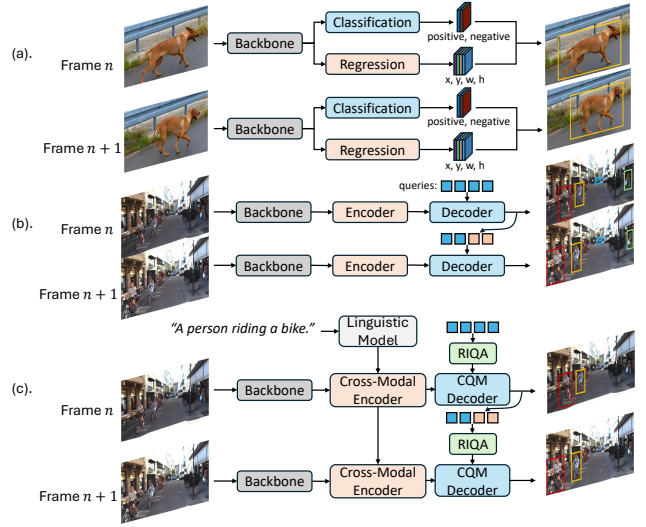 (a).
Frame n
Backbone
Classification
positive, negative
Regression
x, y, w, h
Frame n + 1
Backbone
Classification
positive, negative
Regression
x, y, w, h
(b).
queries:
Frame n
Backbone
Encoder
Decoder
Frame n + 1
Backbone
Encoder
Decoder
(c).
"A person riding a bike."
Linguistic
Model
RIQA
Frame n
Backbone
Cross-Modal
Encoder
CQM
Decoder
RIQA
Frame n + 1
Backbone
Cross-Modal
Encoder
CQM
Decoder